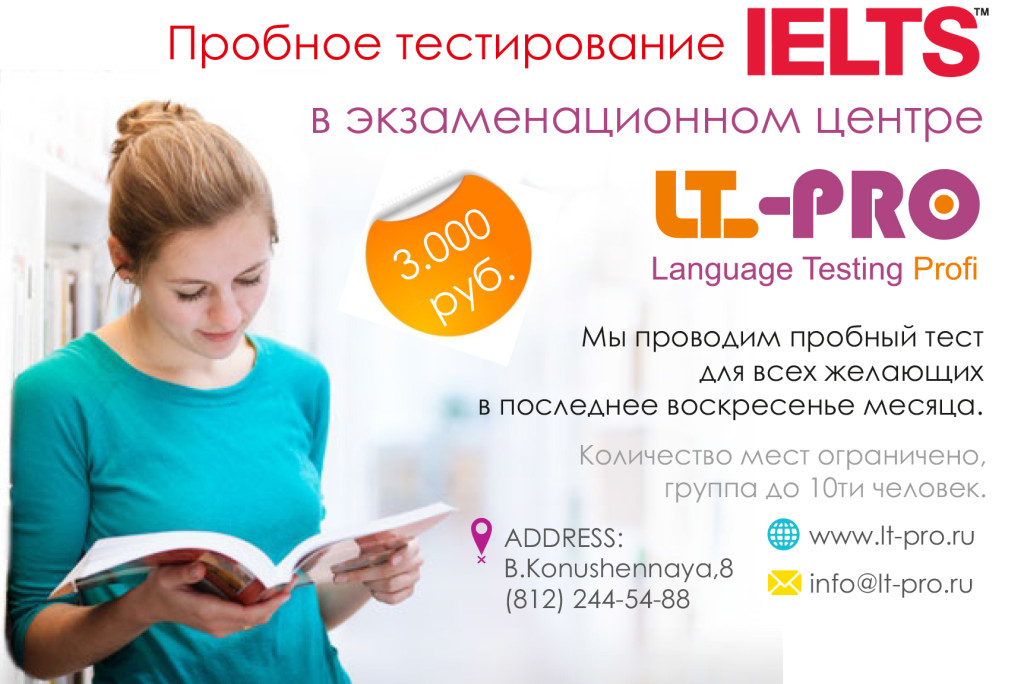 Пробное тестирование IELTS™
в экзаменационном центре
LT-PRO
Language Testing Profi
3.000
руб.
Мы проводим пробный тест
для всех желающих
в последнее воскресенье месяца.
Количество мест ограничено,
группа до 10ти человек.
ADDRESS:
B.Konushennaya,8
(812) 244-54-88
www.lt-pro.ru
info@lt-pro.ru